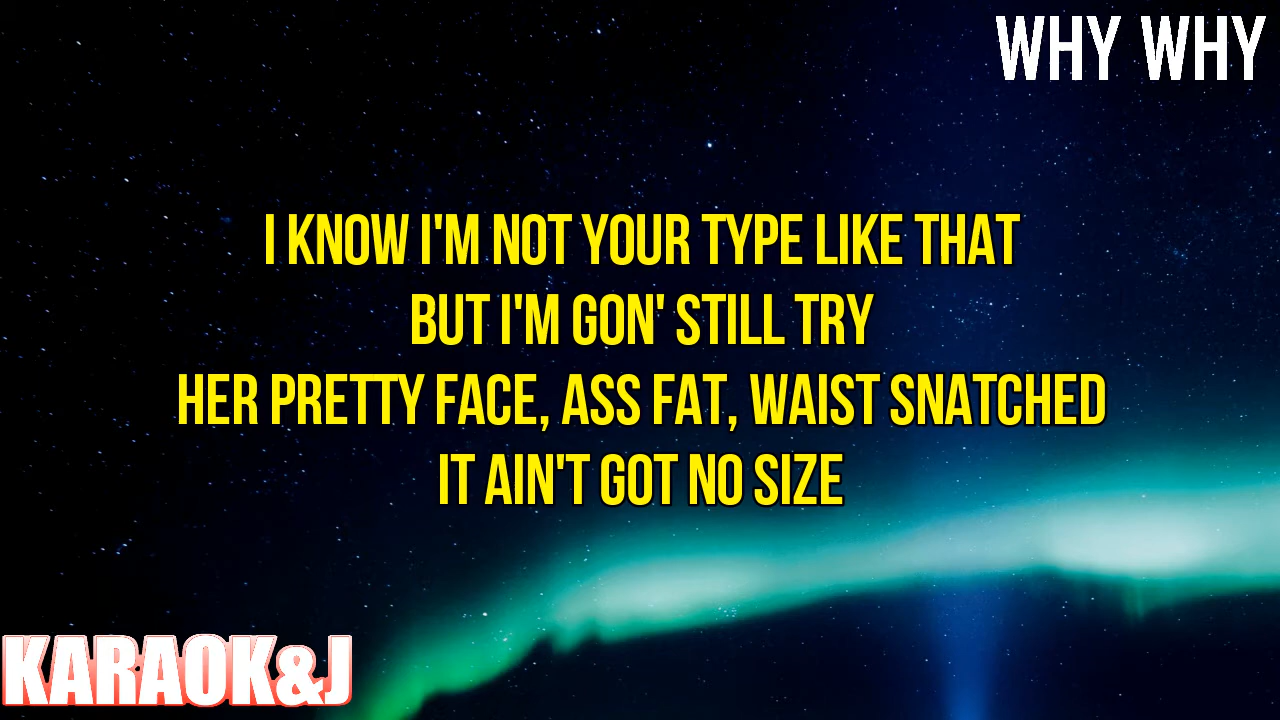 WHY WHY
I KNOW I'M NOT YOUR TYPE LIKE THAT
BUT I'M GON' STILL TRY
HER PRETTY FACE, ASS FAT, WAIST SNATCHED
IT AIN'T GOT NO SIZE
KARAOK&J